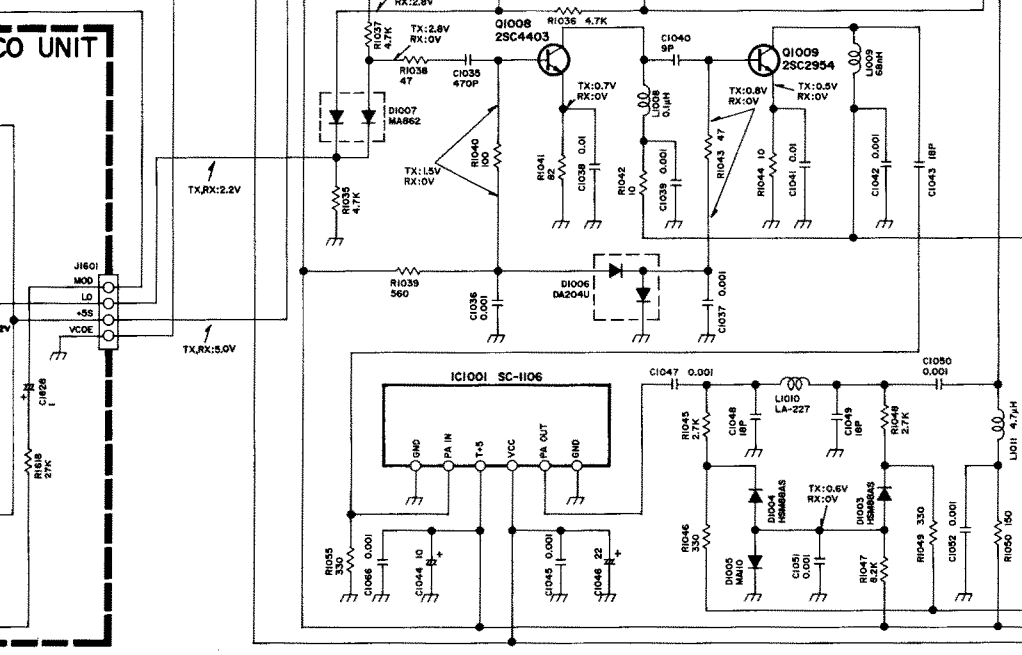 RX:2.8V
CO UNIT
R1037
4.7K
TX:2.8V
RX:0V
Q1008
2SC4403
R1036 4.7K
C1040
9P
Q1009
2SC2954
L1009
68nH
R1038
47
C1035
470P
D1007
MA862
TX:0.7V
RX:0V
L1008
0.1μH
TX:0.8V
RX:0V
TX:0.5V
RX:0V
R1040
100
R1041
82
C1038 0.01
R1042
10
C1039 0.001
R1043 47
R1044 10
C1041 0.01
C1042 0.001
C1043 18P
TX:1.5V
RX:0V
TX,RX:2.2V
R1035
4.7K
J1601
MOD
LO
+5S
VCOE
2V
TX,RX:5.0V
R1039
560
C1036
0.001
D1006
DA204U
C1037 0.001
C1628
1
+
R1618
27K
IC1001 SC-1106
GND
PA IN
T+5
VCC
PA OUT
GND
C1047 0.001
C1050
0.001
L1010
LA-227
R1045
2.7K
C1048
18P
C1049
18P
R1048
2.7K
L1011 4.7μH
D1004
HSM88AS
TX:0.6V
RX:0V
D1003
HSM88AS
R1055
330
C1066 0.001
C1044 10
+
C1045 0.001
C1046 22
+
R1046
330
D1005
MA110
C1051
0.001
R1047
8.2K
R1049 330
C1052 0.001
R1050 150